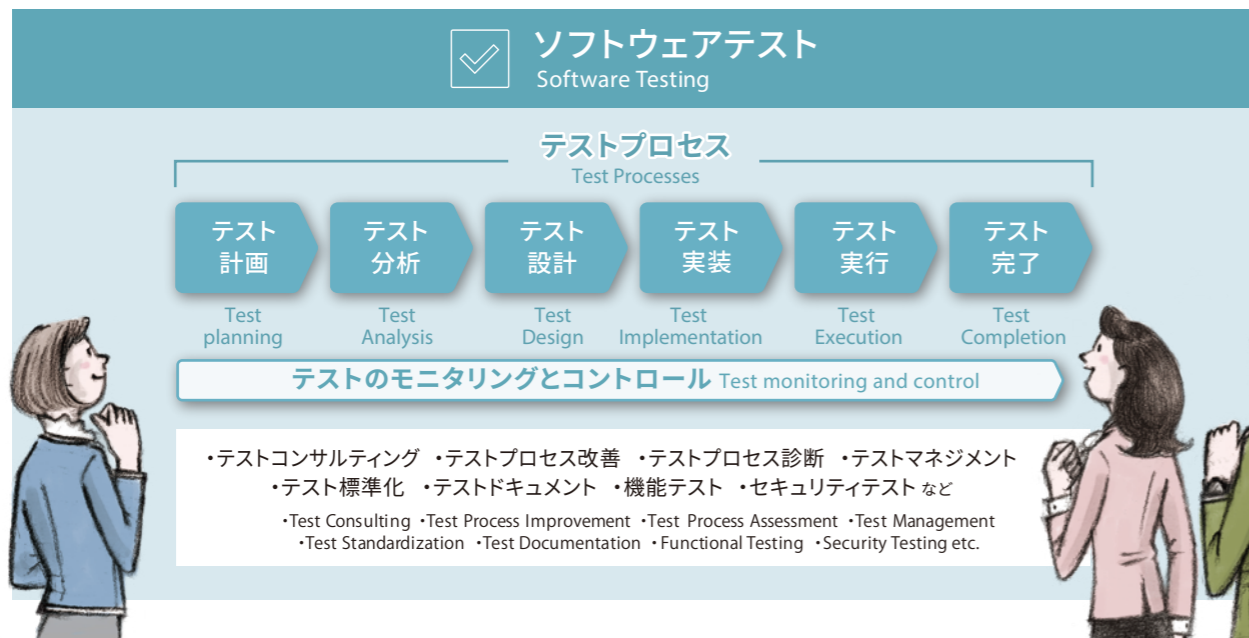 ソフトウェアテスト
Software Testing
テストプロセス
Test Processes
テスト
計画
テスト
分析
テスト
設計
テスト
実装
テスト
実行
テスト
完了
Test
planning
Test
Analysis
Test
Design
Test
Implementation
Test
Execution
Test
Completion
テストのモニタリングとコントロール Test monitoring and control
・テストコンサルティング ・テストプロセス改善 ・テストプロセス診断 ・テストマネジメント
・テスト標準化 ・テストドキュメント ・機能テスト ・セキュリティテスト など
・Test Consulting ・Test Process Improvement ・Test Process Assessment ・Test Management
・Test Standardization ・Test Documentation ・Functional Testing ・Security Testing etc.